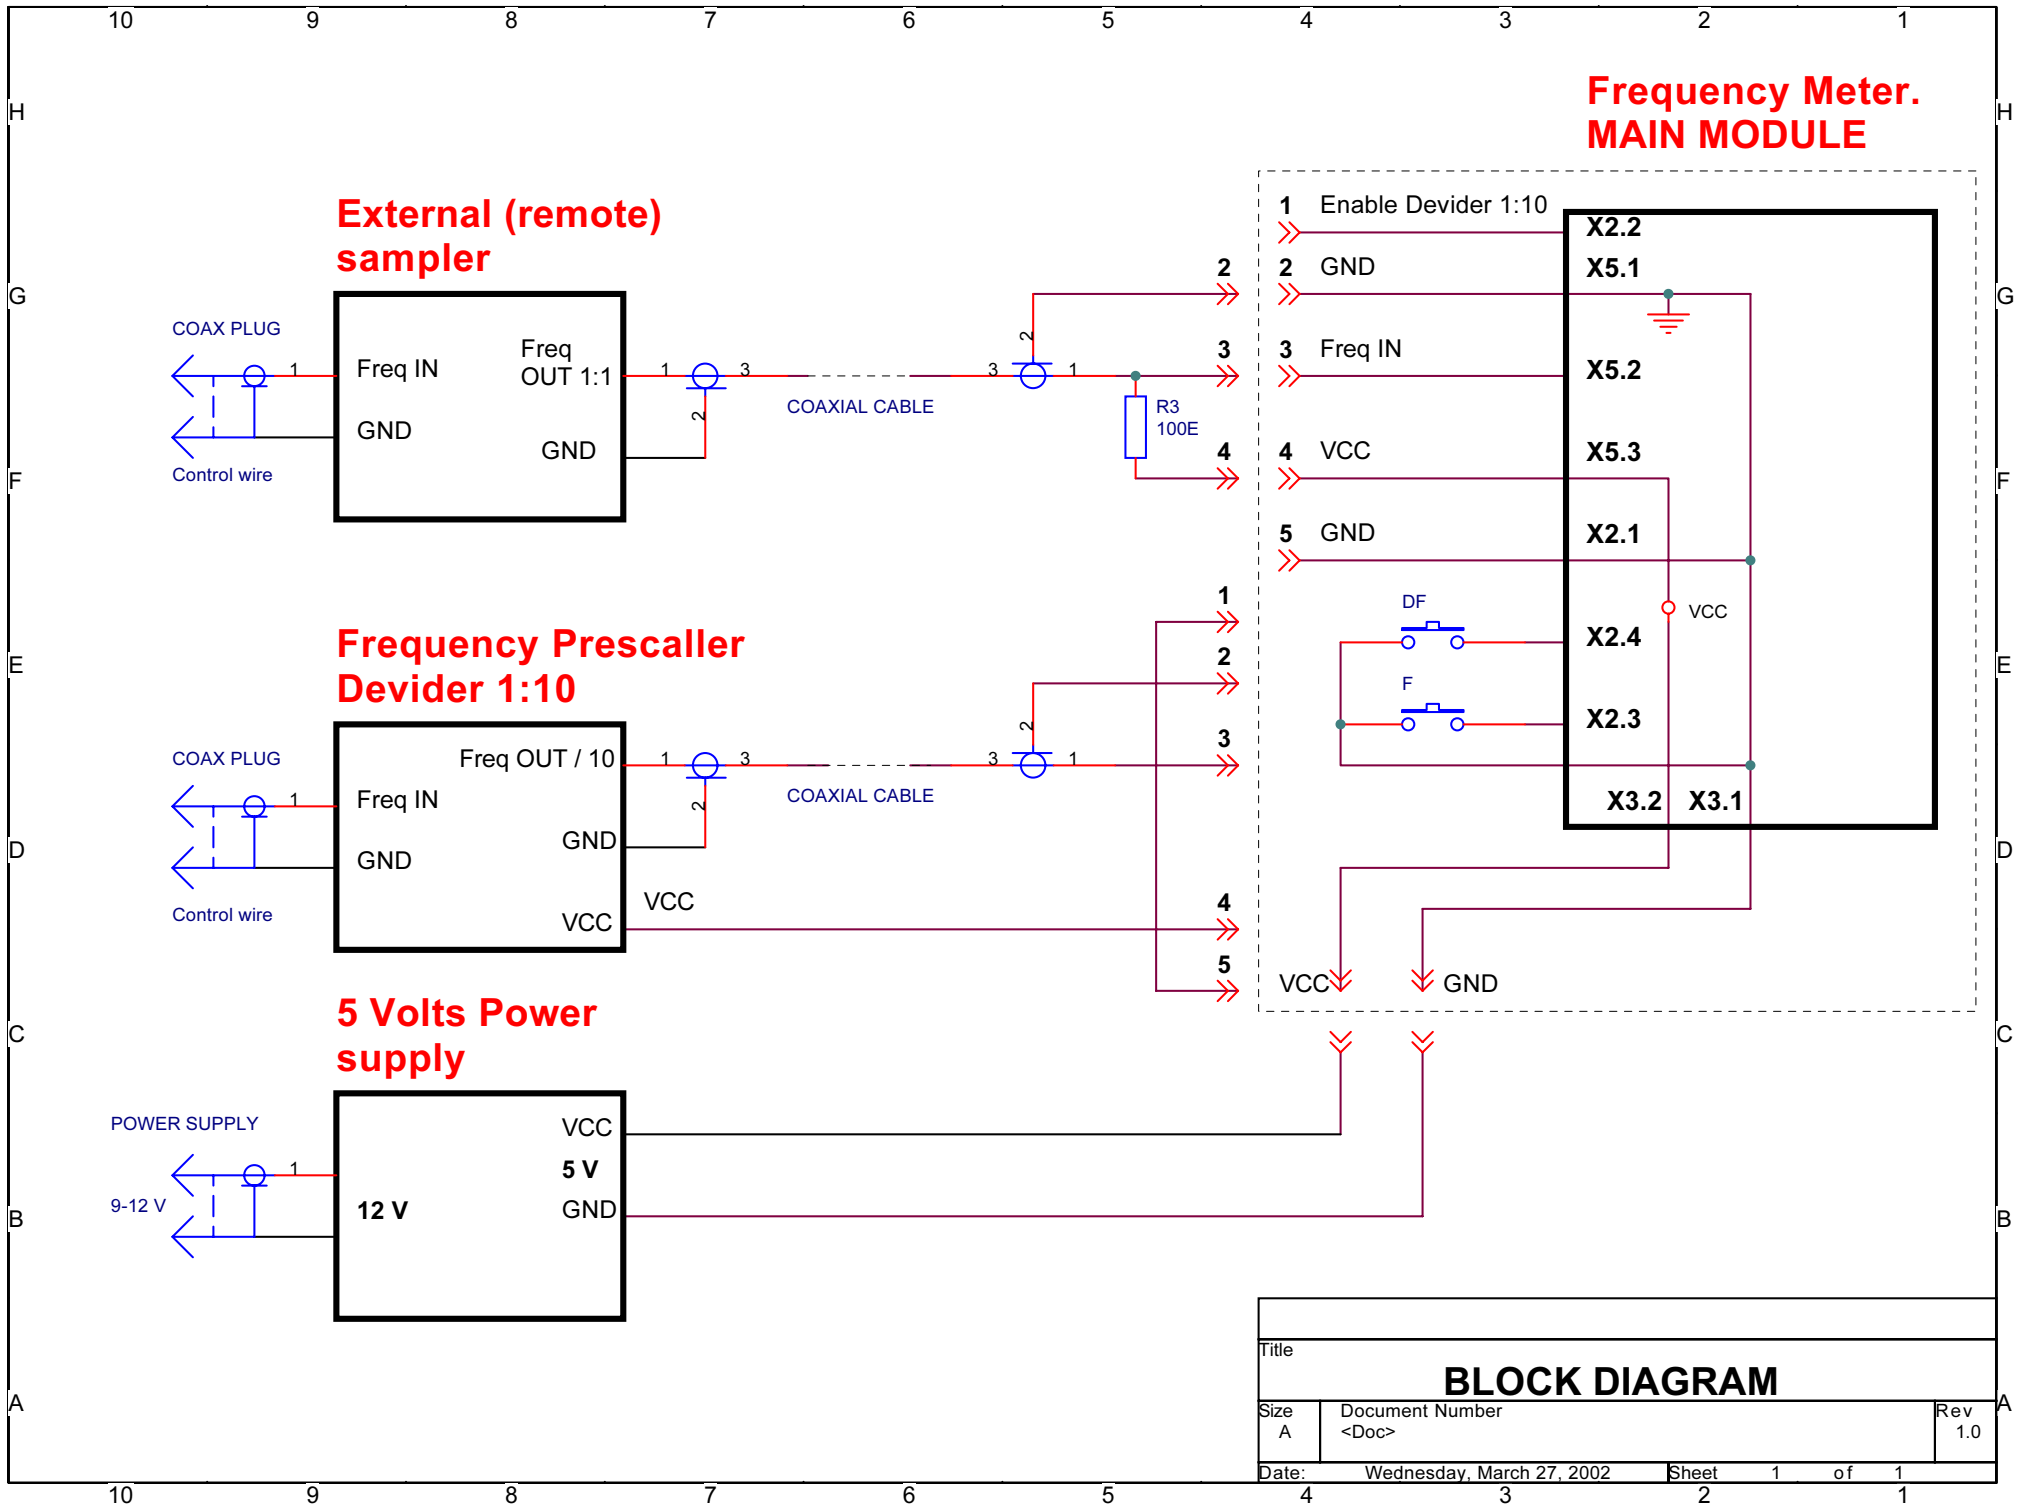 10 9 8 7 6 5 4 3 2 1
Frequency Meter.
MAIN MODULE
H H
External (remote)
sampler
1 Enable Devider 1:10
X2.2
2 2 GND X5.1
G G
COAX PLUG
1 Freq IN
Freq
OUT 1:1
1 3
3 1
2
3 3 Freq IN X5.2
COAXIAL CABLE
R3
100E
2
GND
GND
4 4 VCC X5.3
Control wire
F F
5 GND X2.1
1
DF
VCC
Frequency Prescaller
Devider 1:10
X2.4
2
E E
F
X2.3
2
3
COAX PLUG
Freq OUT / 10
1 3
3 1
COAXIAL CABLE
1 Freq IN
2
X3.2 X3.1
GND
GND
D D
VCC
VCC
Control wire
4
5
VCC GND
5 Volts Power
supply
C C
POWER SUPPLY
VCC
1
5 V
9-12 V
12 V
GND
B B
Title
BLOCK DIAGRAM
A A
Size
A
Document Number
<Doc>
Rev
1.0
Date: Wednesday, March 27, 2002 Sheet 1 of 1
10 9 8 7 6 5 4 3 2 1